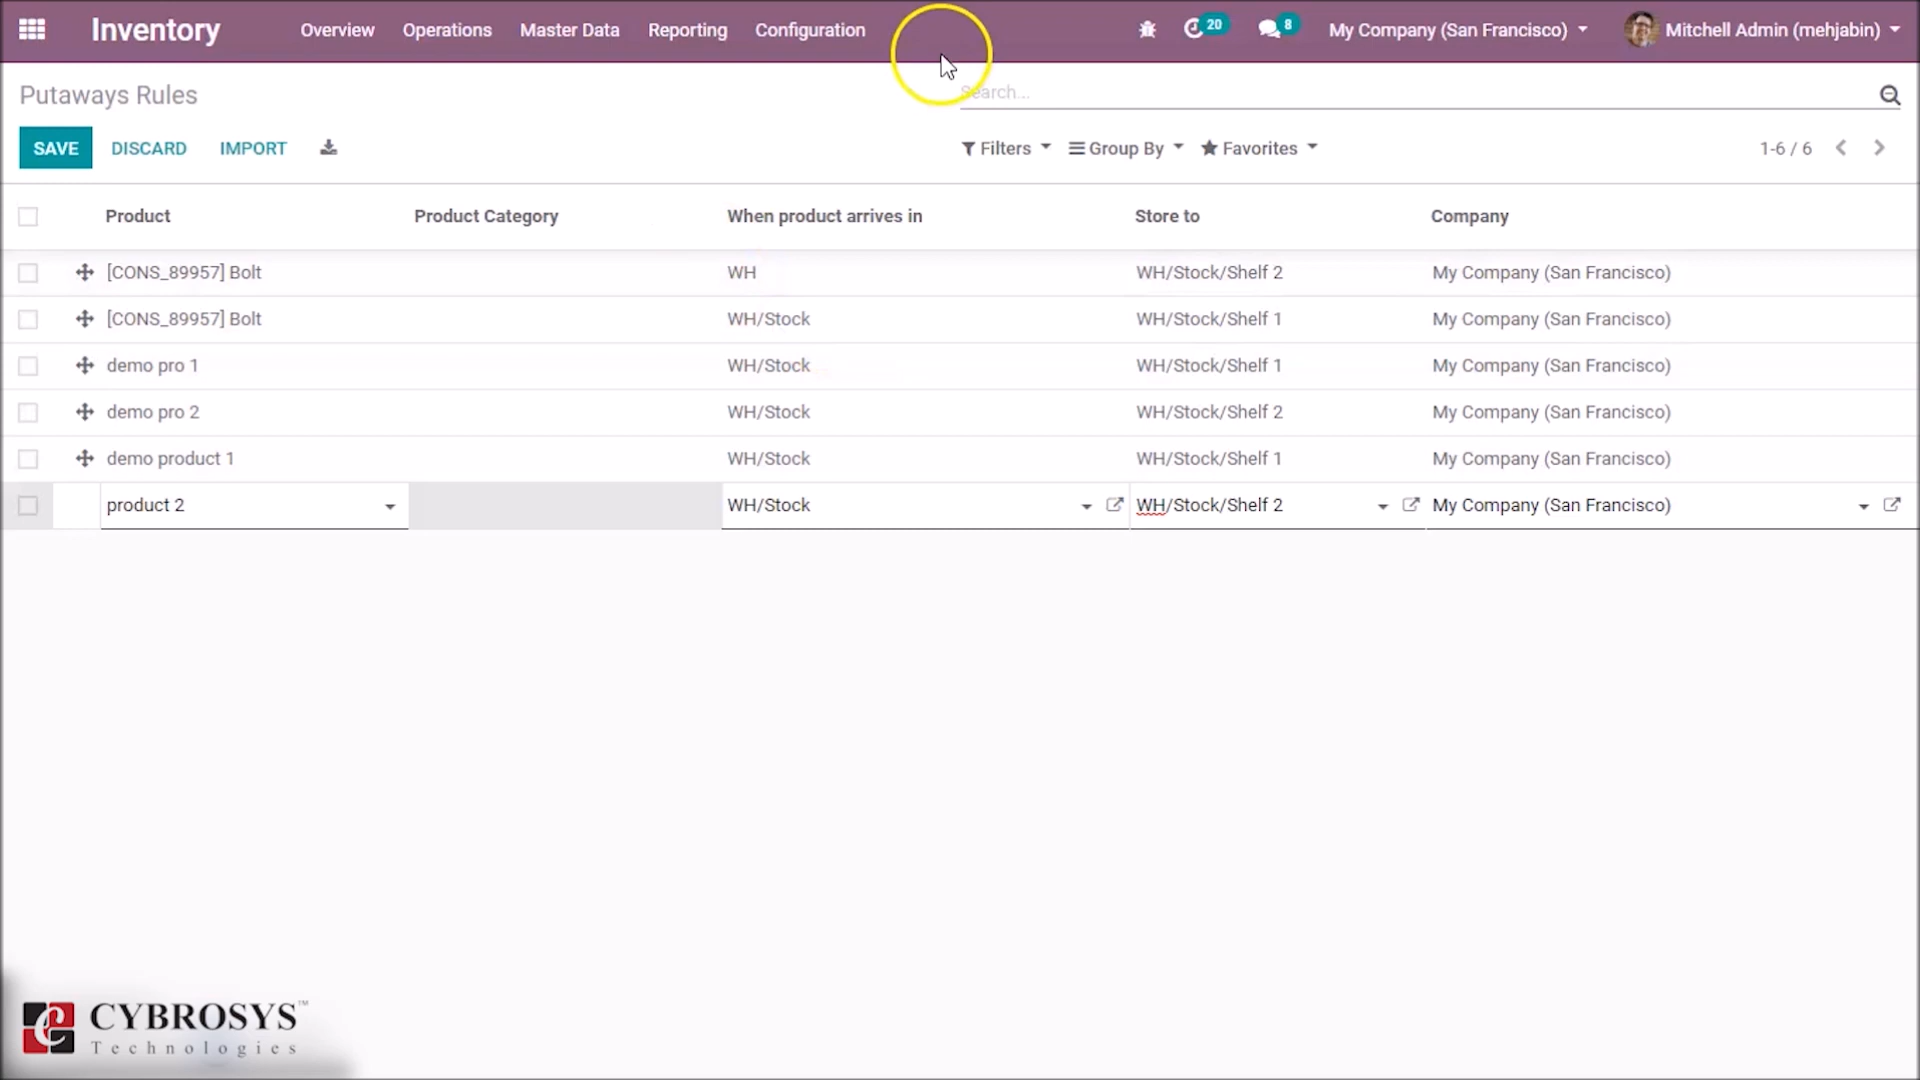 Inventory Overview Operations Master Data Reporting Configuration 20 8 My Company (San Francisco) Mitchell Admin (mehjabin)
Putaways Rules Search...
SAVE DISCARD IMPORT Filters Group By Favorites 1-6 / 6
Product Product Category When product arrives in Store to Company
[CONS_89957] Bolt WH WH/Stock/Shelf 2 My Company (San Francisco)
[CONS_89957] Bolt WH/Stock WH/Stock/Shelf 1 My Company (San Francisco)
demo pro 1 WH/Stock WH/Stock/Shelf 1 My Company (San Francisco)
demo pro 2 WH/Stock WH/Stock/Shelf 2 My Company (San Francisco)
demo product 1 WH/Stock WH/Stock/Shelf 1 My Company (San Francisco)
product 2 WH/Stock WH/Stock/Shelf 2 My Company (San Francisco)
CYBROSYS™
Technologies